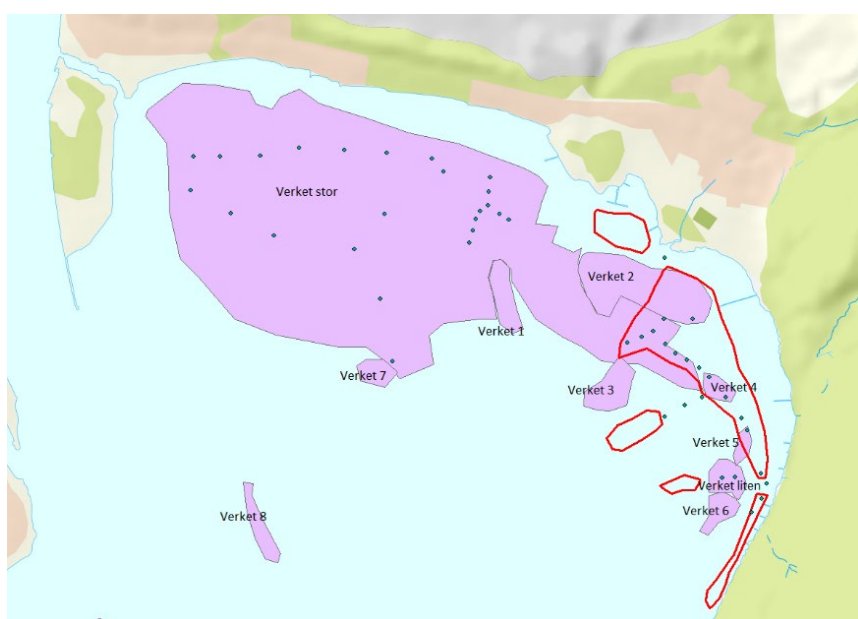 Verket stor
Verket 2
Verket 1
Verket 7
Verket 3
Verket 4
Verket 5
Verket liten
Verket 6
Verket 8